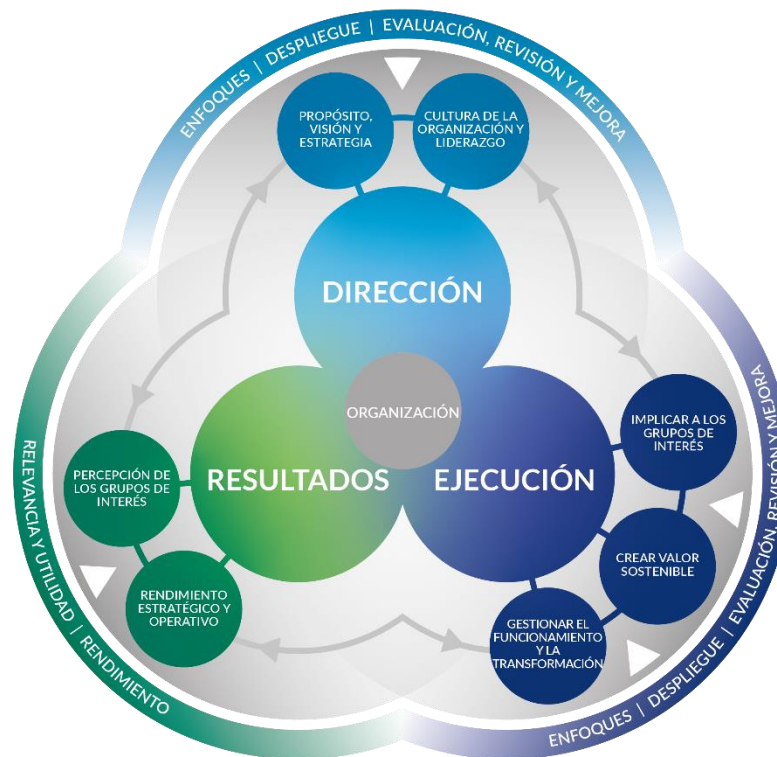 ENFOQUES | DESPLIEGUE | EVALUACIÓN, REVISIÓN Y MEJORA
PROPÓSITO,
VISIÓN Y
ESTRATEGIA
CULTURA DE LA
ORGANIZACIÓN Y
LIDERAZGO
DIRECCIÓN
ORGANIZACIÓN
RESULTADOS
EJECUCIÓN
IMPLICAR A LOS
GRUPOS DE
INTERÉS
CREAR VALOR
SOSTENIBLE
GESTIONAR EL
FUNCIONAMIENTO
Y LA
TRANSFORMACIÓN
ENFOQUES | DESPLIEGUE | EVALUACIÓN, REVISIÓN Y MEJORA
PERCEPCIÓN DE
LOS GRUPOS DE
INTERÉS
RENDIMIENTO
ESTRATÉGICO Y
OPERATIVO
RELEVANCIA Y UTILIDAD | RENDIMIENTO